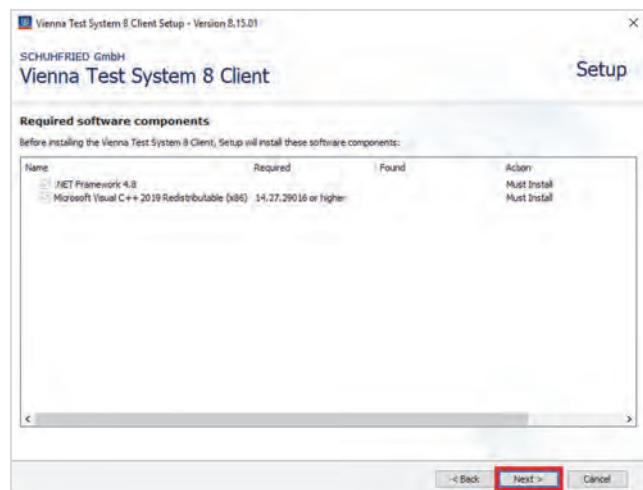 Vienna Test System 8 Client Setup - Version 8.15.01
SCHUHFRIED GmbH
Vienna Test System 8 Client
Setup
Required software components
Before installing the Vienna Test System 8 Client, Setup will install these software components:
Name Required Found Action
.NET Framework 4.8 Must Install
Microsoft Visual C++ 2019 Redistributable (x86) 14.27.29016 or higher Must Install
< Back Next > Cancel